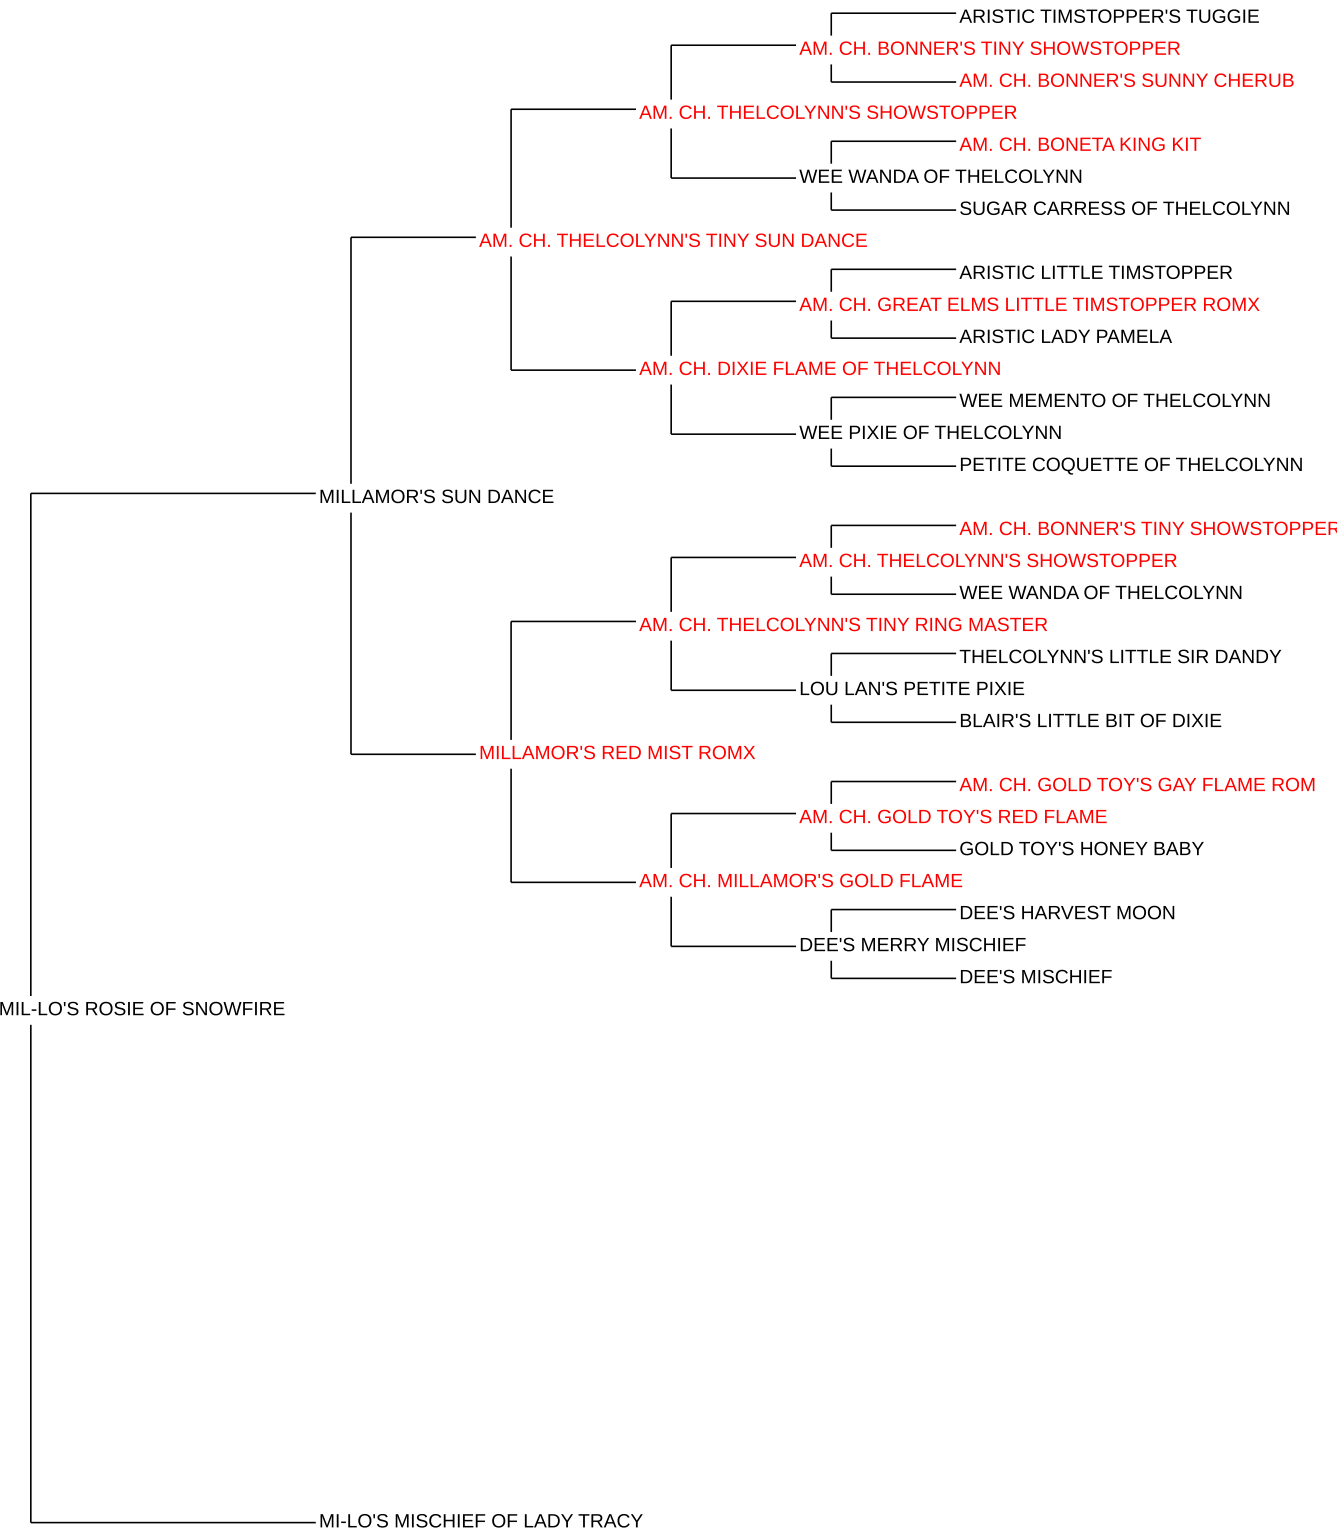 ARISTIC TIMSTOPPER'S TUGGIE
AM. CH. BONNER'S TINY SHOWSTOPPER
AM. CH. BONNER'S SUNNY CHERUB
AM. CH. THELCOLYNN'S SHOWSTOPPER
AM. CH. BONETA KING KIT
WEE WANDA OF THELCOLYNN
SUGAR CARRESS OF THELCOLYNN
AM. CH. THELCOLYNN'S TINY SUN DANCE
ARISTIC LITTLE TIMSTOPPER
AM. CH. GREAT ELMS LITTLE TIMSTOPPER ROMX
ARISTIC LADY PAMELA
AM. CH. DIXIE FLAME OF THELCOLYNN
WEE MEMENTO OF THELCOLYNN
WEE PIXIE OF THELCOLYNN
PETITE COQUETTE OF THELCOLYNN
MILLAMOR'S SUN DANCE
AM. CH. BONNER'S TINY SHOWSTOPPER
AM. CH. THELCOLYNN'S SHOWSTOPPER
WEE WANDA OF THELCOLYNN
AM. CH. THELCOLYNN'S TINY RING MASTER
THELCOLYNN'S LITTLE SIR DANDY
LOU LAN'S PETITE PIXIE
BLAIR'S LITTLE BIT OF DIXIE
MILLAMOR'S RED MIST ROMX
AM. CH. GOLD TOY'S GAY FLAME ROM
AM. CH. GOLD TOY'S RED FLAME
GOLD TOY'S HONEY BABY
AM. CH. MILLAMOR'S GOLD FLAME
DEE'S HARVEST MOON
DEE'S MERRY MISCHIEF
DEE'S MISCHIEF
MIL-LO'S ROSIE OF SNOWFIRE
MI-LO'S MISCHIEF OF LADY TRACY